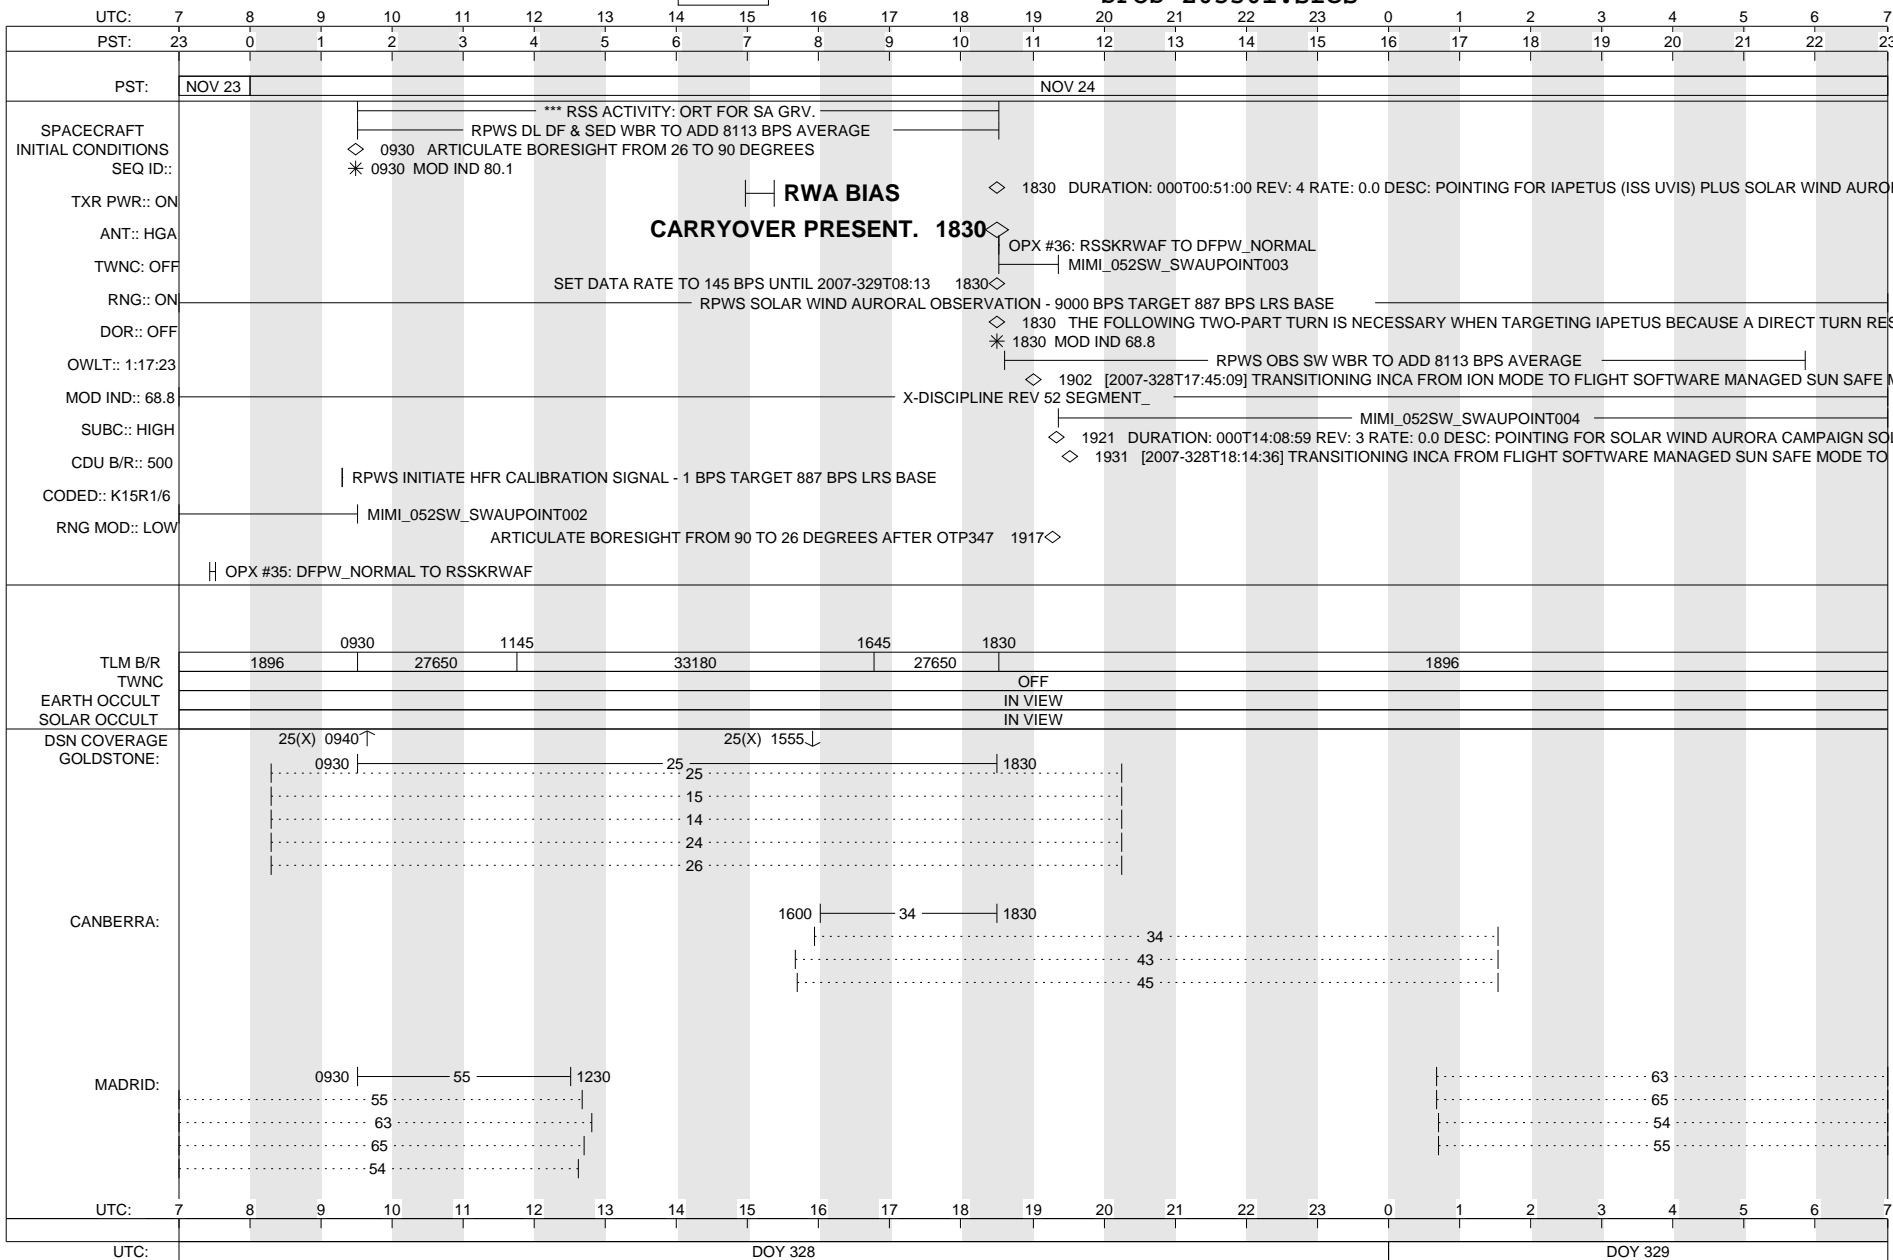 UTC: 7 8 9 10 11 12 13 14 15 16 17 18 19 20 21 22 23 0 1 2 3 4 5 6 7
PST: 23 0 1 2 3 4 5 6 7 8 9 10 11 12 13 14 15 16 17 18 19 20 21 22 23
PST: NOV 23 NOV 24
*** RSS ACTIVITY: ORT FOR SA GRV.
SPACECRAFT RPWS DL DF & SED WBR TO ADD 8113 BPS AVERAGE
INITIAL CONDITIONS 0930 ARTICULATE BORESIGHT FROM 26 TO 90 DEGREES
SEQ ID:: 0930 MOD IND 80.1
1830 DURATION: 000T00:51:00 REV: 4 RATE: 0.0 DESC: POINTING FOR IAPETUS (ISS UVIS) PLUS SOLAR WIND
TXR PWR:: ON RWA BIAS
ANT:: HGA CARRYOVER PRESENT. 1830
OPX #36: RSSKRWAF TO DFPW_NORMAL
TWNC: OFF MIMI_052SW_SWAUPOINT003
SET DATA RATE TO 145 BPS UNTIL 2007-329T08:13 1830
RNG:: ON RPWS SOLAR WIND AURORAL OBSERVATION - 9000 BPS TARGET 887 BPS LRS BASE
1830 THE FOLLOWING TWO-PART TURN IS NECESSARY WHEN TARGETING IAPETUS BECAUSE A DIRECT TURN RES
DOR:: OFF 1830 MOD IND 68.8
OWLT:: 1:17:23 RPWS OBS SW WBR TO ADD 8113 BPS AVERAGE
1902 [2007-328T17:45:09] TRANSITIONING INCA FROM ION MODE TO FLIGHT SOFTWARE MANAGED SUN SAFE
MOD IND:: 68.8 X-DISCIPLINE REV 52 SEGMENT_
MIMI_052SW_SWAUPOINT004
SUBC:: HIGH 1921 DURATION: 000T14:08:59 REV: 3 RATE: 0.0 DESC: POINTING FOR SOLAR WIND AURORA CAMPAIGN SOL
CDU B/R:: 500 1931 [2007-328T18:14:36] TRANSITIONING INCA FROM FLIGHT SOFTWARE MANAGED SUN SAFE MODE TO
RPWS INITIATE HFR CALIBRATION SIGNAL - 1 BPS TARGET 887 BPS LRS BASE
CODED:: K15R1/6
MIMI_052SW_SWAUPOINT002
RNG MOD:: LOW
ARTICULATE BORESIGHT FROM 90 TO 26 DEGREES AFTER OTP347 1917
OPX #35: DFPW_NORMAL TO RSSKRWAF
0930 1145 1645 1830
TLM B/R 1896 27650 33180 27650 1896
TWNC OFF
EARTH OCCULT IN VIEW
SOLAR OCCULT IN VIEW
DSN COVERAGE 25(X) 0940 25(X) 1555
GOLDSTONE: 0930 25 1830
25
15
14
24
26
CANBERRA: 1600 34 1830
34
43
45
MADRID: 0930 55 1230 63
55 65
63 54
65 55
54
UTC: 7 8 9 10 11 12 13 14 15 16 17 18 19 20 21 22 23 0 1 2 3 4 5 6 7
UTC: DOY 328 DOY 329